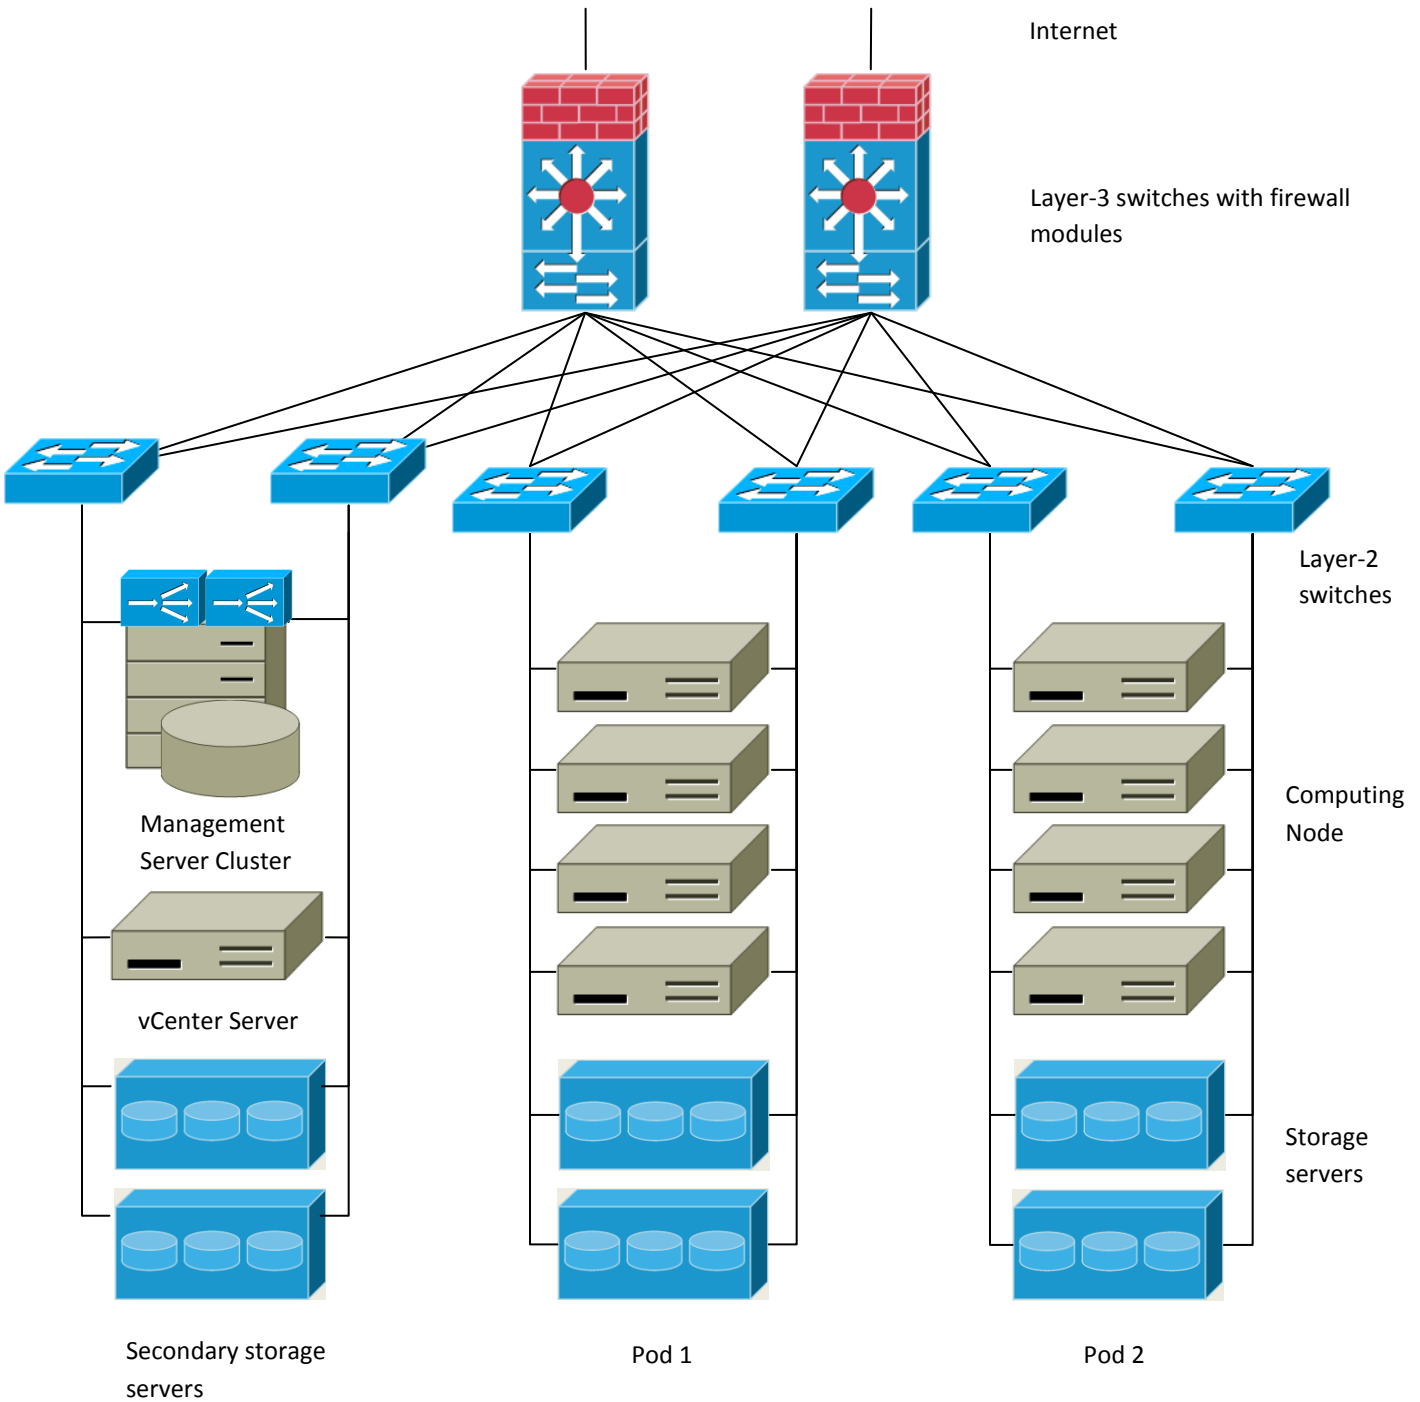 Internet
Layer-3 switches with firewall
modules
Layer-2
switches
Management
Server Cluster
Computing
Node
vCenter Server
Storage
servers
Secondary storage
servers
Pod 1
Pod 2